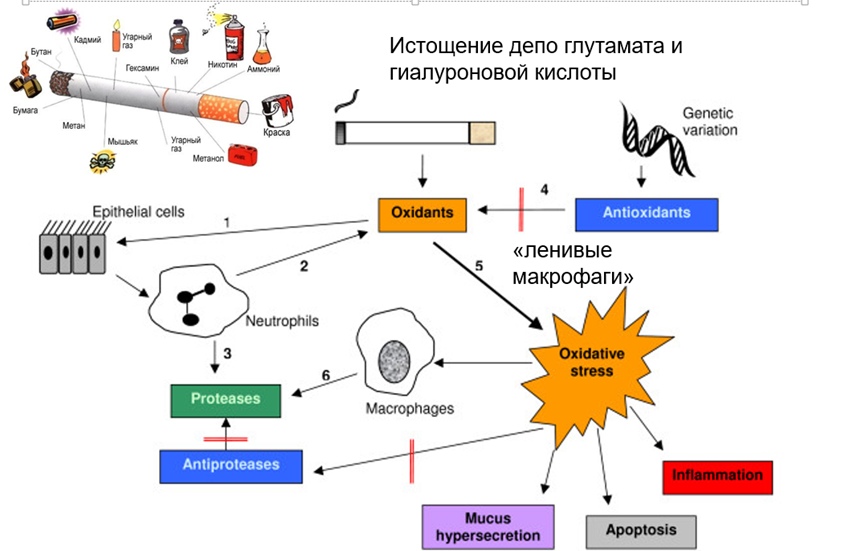 Кадмий
Угарный
газ
Клей
Никотин
Аммоний
Бутан
Гексамин
Бумага
Метан
Мышьяк
Угарный
газ
Метанол
Краска
Истощение депо глутамата и
гиалуроновой кислоты
Genetic
variation
Oxidants
4
Antioxidants
Epithelial cells
1
2
Neutrophils
3
5
«ленивые
макрофаги»
Oxidative
stress
6
Macrophages
Proteases
Antiproteases
Inflammation
Mucus
hypersecretion
Apoptosis